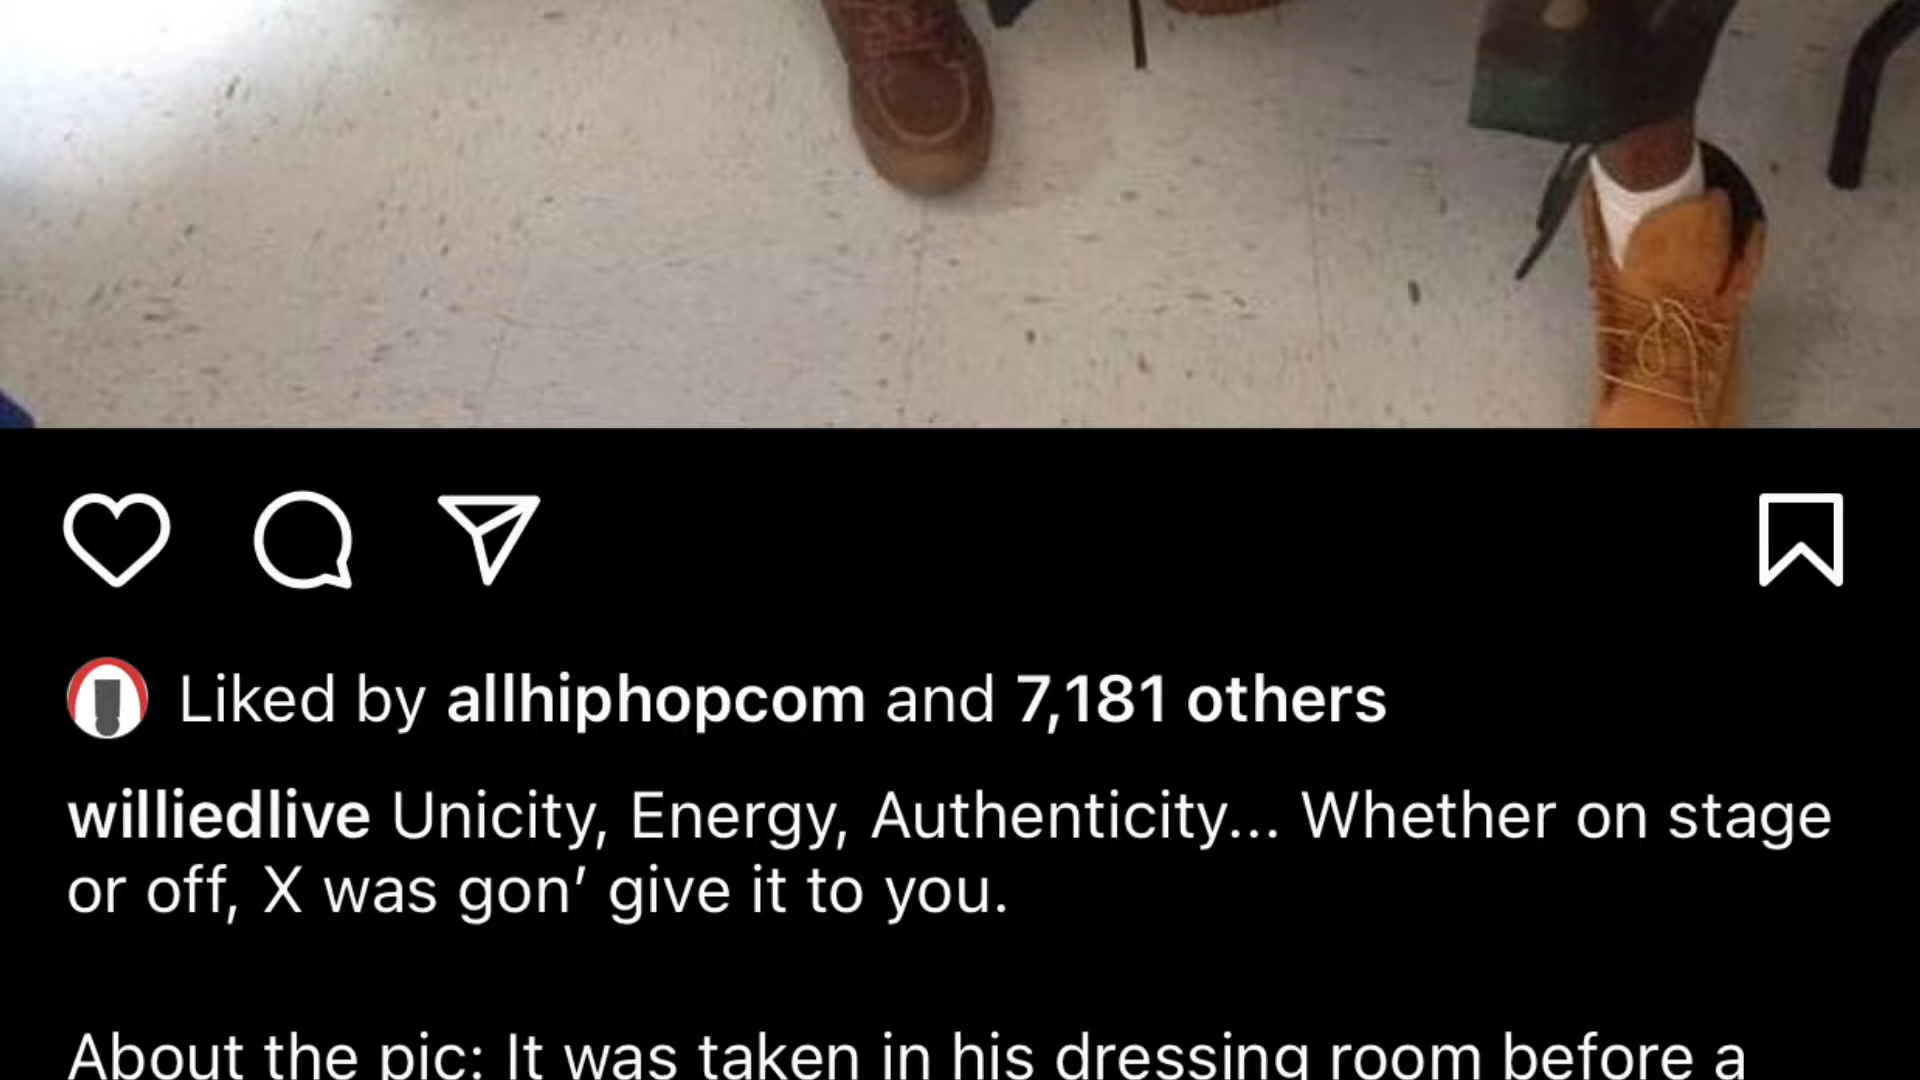 Liked by allhiphopcom and 7,181 others
williedlive Unicity, Energy, Authenticity... Whether on stage
or off, X was gon’ give it to you.
About the pic: It was taken in his dressing room before a